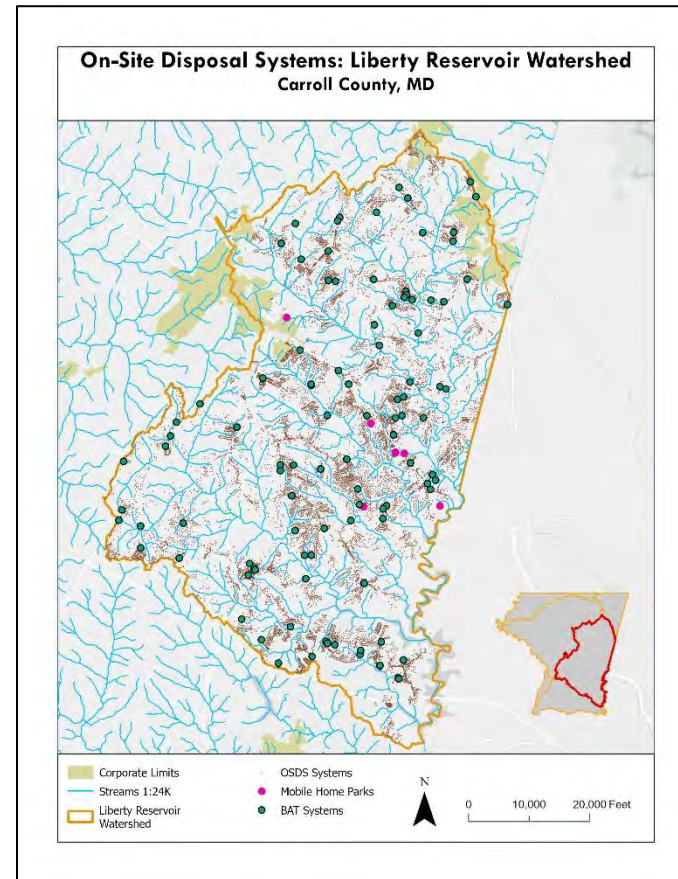 On-Site Disposal Systems: Liberty Reservoir Watershed
Carroll County, MD
Corporate Limits
Streams 1:24K
Liberty Reservoir
Watershed
OSDS Systems
Mobile Home Parks
BAT Systems
N
0 10,000 20,000 Feet